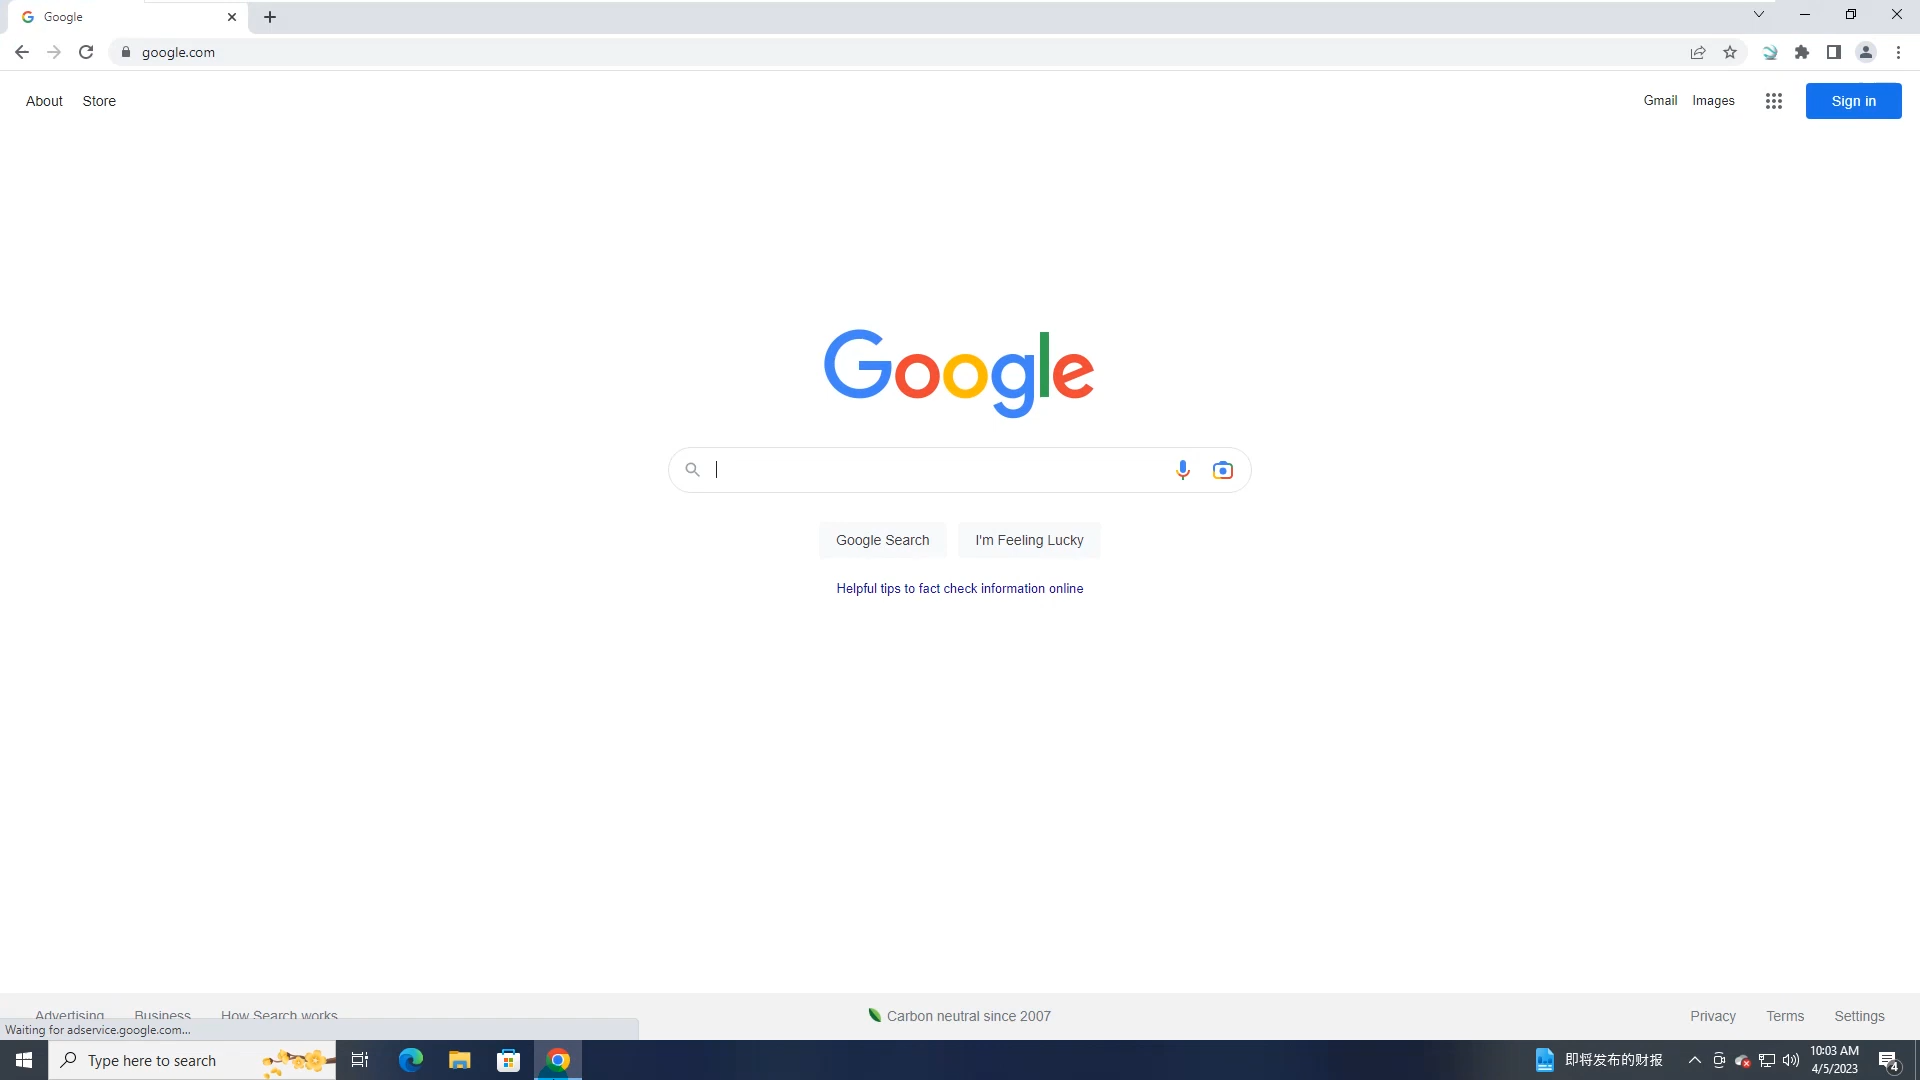 Google
google.com
About Store
Gmail Images Sign in
Google
Google Search I'm Feeling Lucky
Helpful tips to fact check information online
Advertising Business How Search works
Carbon neutral since 2007
Privacy Terms Settings
Waiting for adservice.google.com...
Type here to search
即将发布的财报
10:03 AM
4/5/2023
4